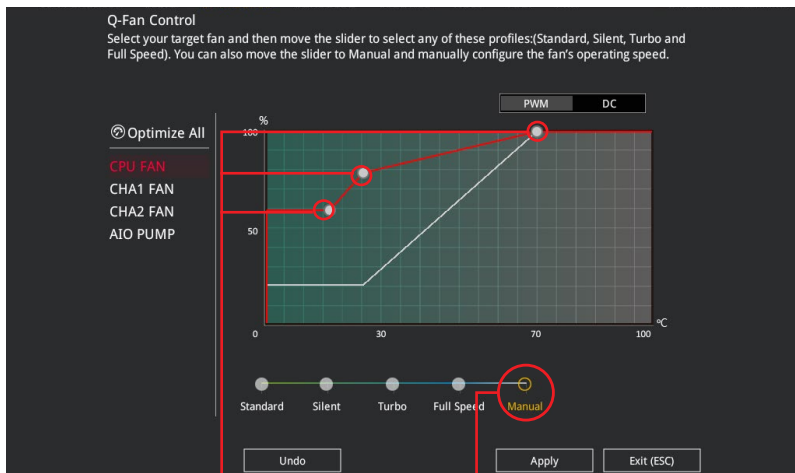 Q-Fan Control
Select your target fan and then move the slider to select any of these profiles:(Standard, Silent, Turbo and
Full Speed). You can also move the slider to Manual and manually configure the fan's operating speed.
PWM DC
%
Optimize All
100
CPU FAN
CHA1 FAN
CHA2 FAN
50
AIO PUMP
°C
0 30 70 100
Standard Silent Turbo Full Speed Manual
Undo Apply Exit (ESC)